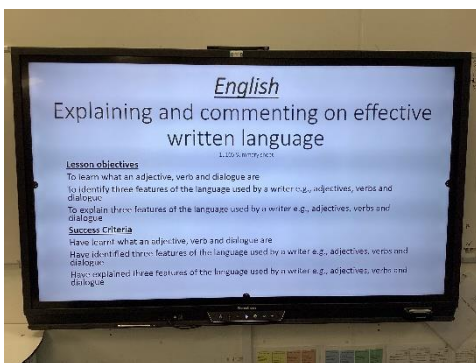 English
Explaining and commenting on effective
written language
Lesson objectives
To learn what an adjective, verb and dialogue are
To identify three features of the language used by a writer e.g., adjectives, verbs and
dialogue
To explain three features of the language used by a writer e.g., adjectives, verbs and
dialogue
Success Criteria
Have learnt what an adjective, verb and dialogue are
Have identified three features of the language used by a writer e.g., adjectives, verbs and
dialogue
Have explained three features of the language used by a writer e.g., adjectives, verbs and
dialogue